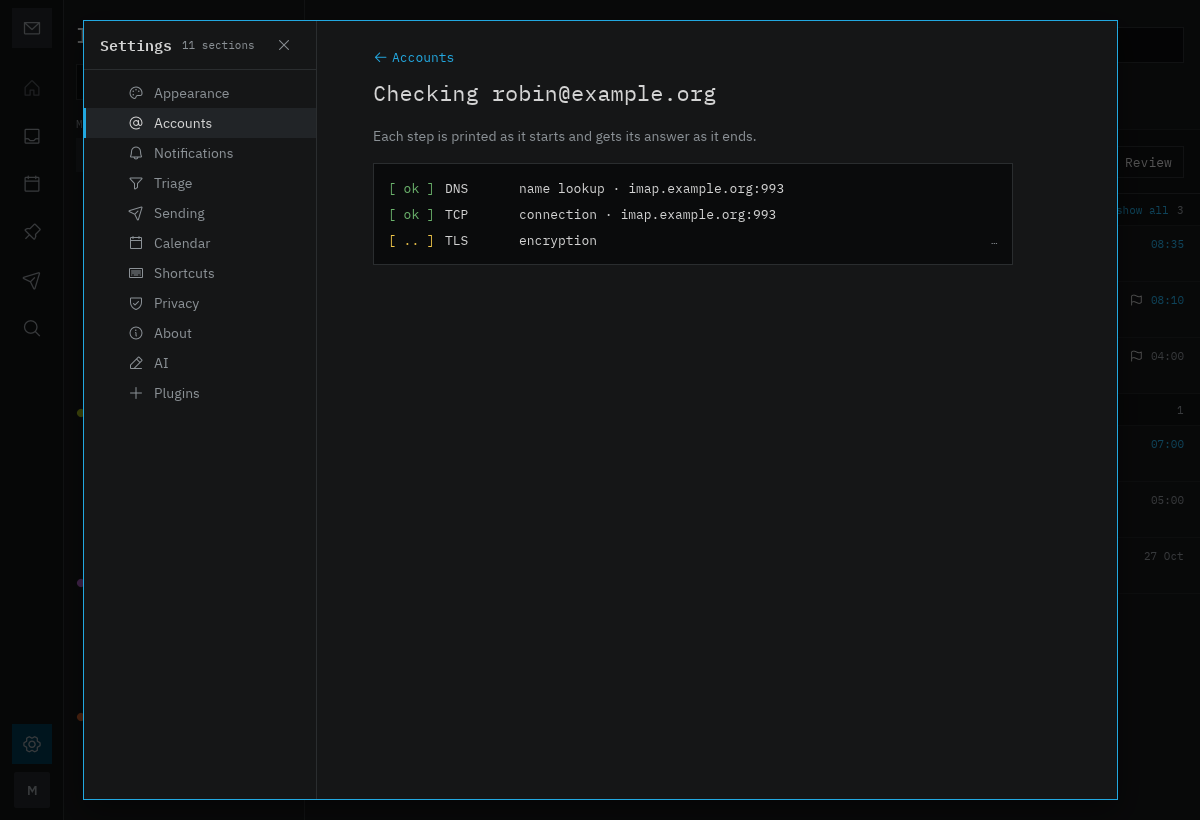 Settings 11 sections
Appearance
Accounts
Notifications
Triage
Sending
Calendar
Shortcuts
Privacy
About
AI
Plugins
← Accounts
Checking robin@example.org
Each step is printed as it starts and gets its answer as it ends.
[ ok ] DNS name lookup · imap.example.org:993
[ ok ] TCP connection · imap.example.org:993
[ .. ] TLS encryption …
Review
show all 3
08:35
08:10
04:00
1
07:00
05:00
27 Oct
M